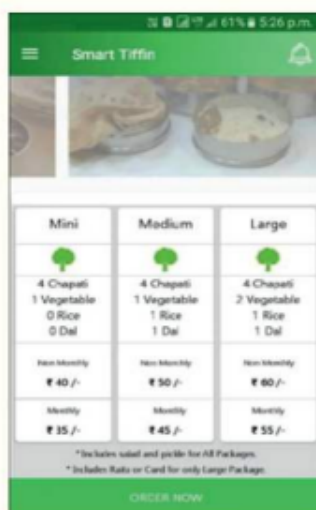 61% 5:26 p.m.
Smart Tiffin
Mini Medium Large
4 Chapati 4 Chapati 4 Chapati
1 Vegetable 1 Vegetable 2 Vegetable
0 Rice 1 Rice 1 Rice
0 Dal 1 Dal 1 Dal
Non Monthly Non Monthly Non Monthly
₹ 40 /- ₹ 50 /- ₹ 60 /-
Monthly Monthly Monthly
₹ 35 /- ₹ 45 /- ₹ 55 /-
* Includes salad and pickle for All Packages.
* Includes Raita or Curd for only Large Package.
ORDER NOW